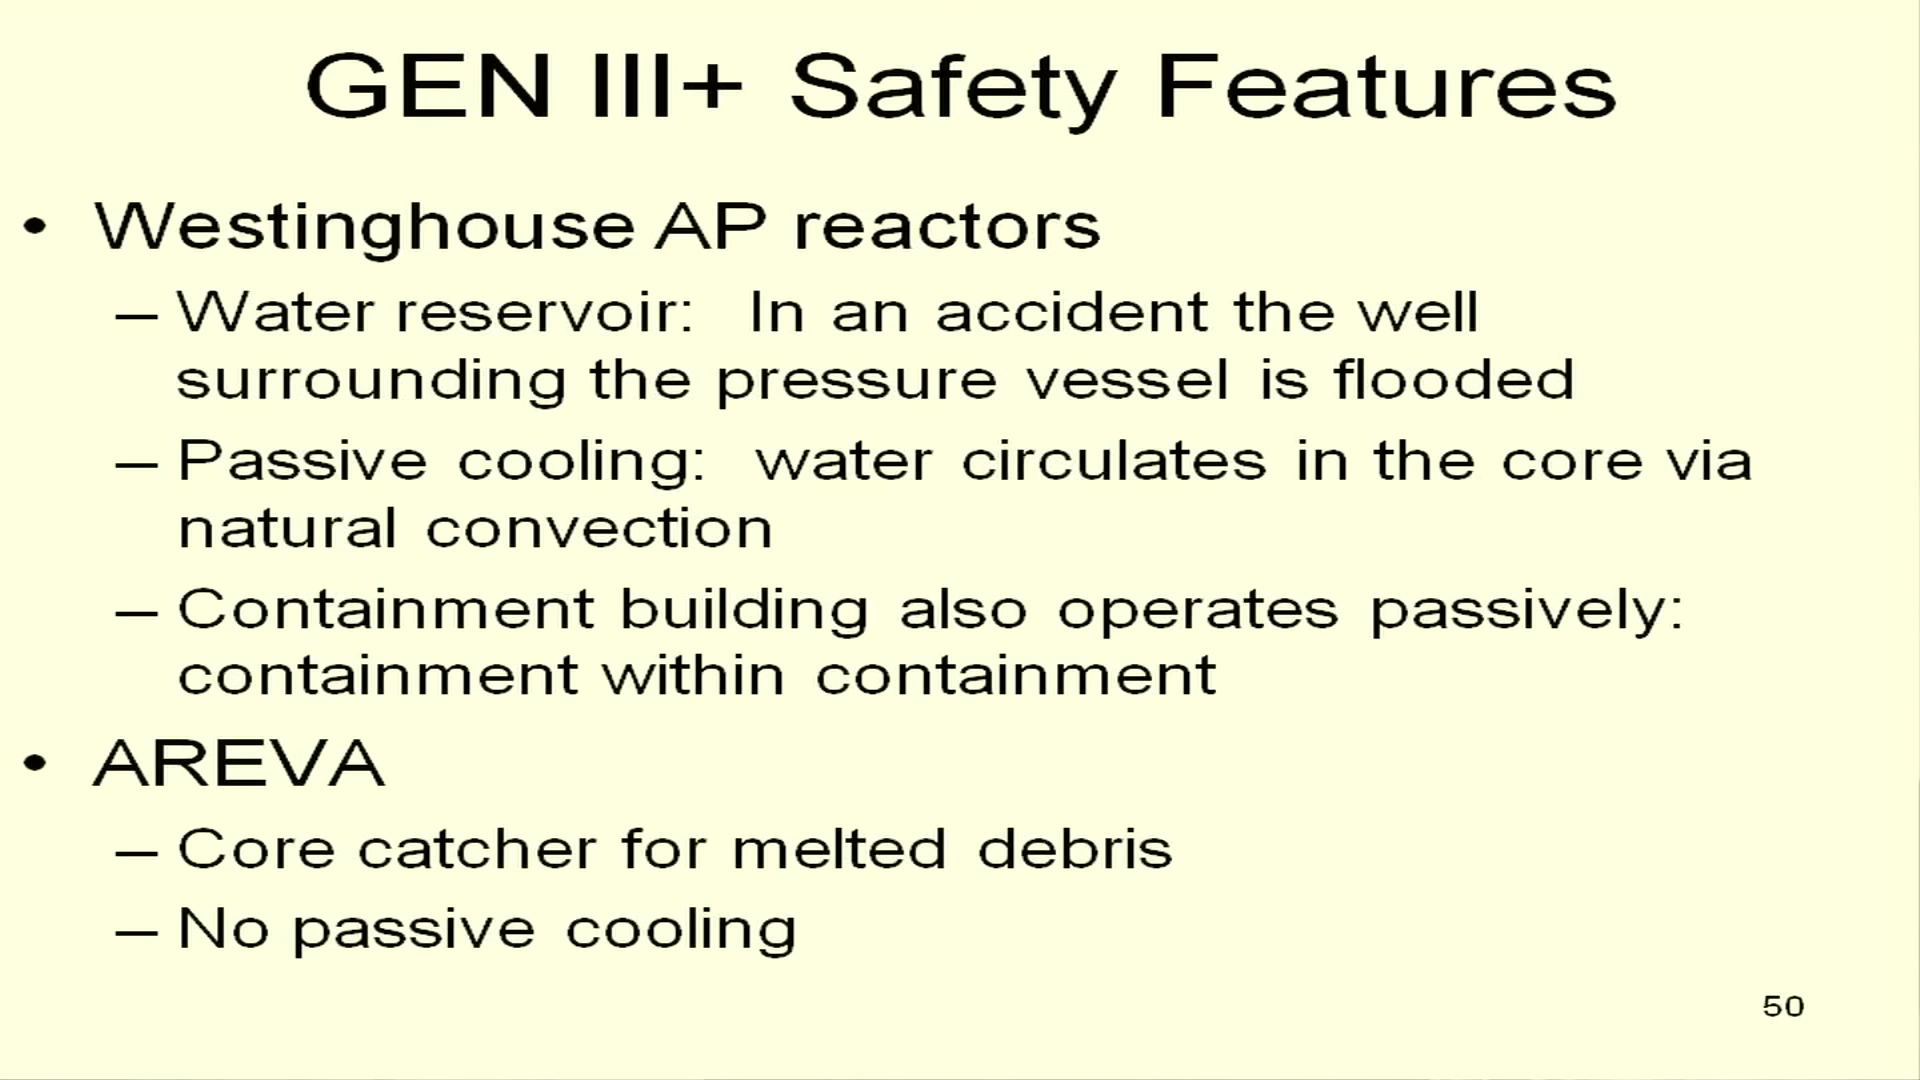 GEN III+ Safety Features
• Westinghouse AP reactors
– Water reservoir: In an accident the well
surrounding the pressure vessel is flooded
– Passive cooling: water circulates in the core via
natural convection
– Containment building also operates passively:
containment within containment
• AREVA
– Core catcher for melted debris
– No passive cooling
50